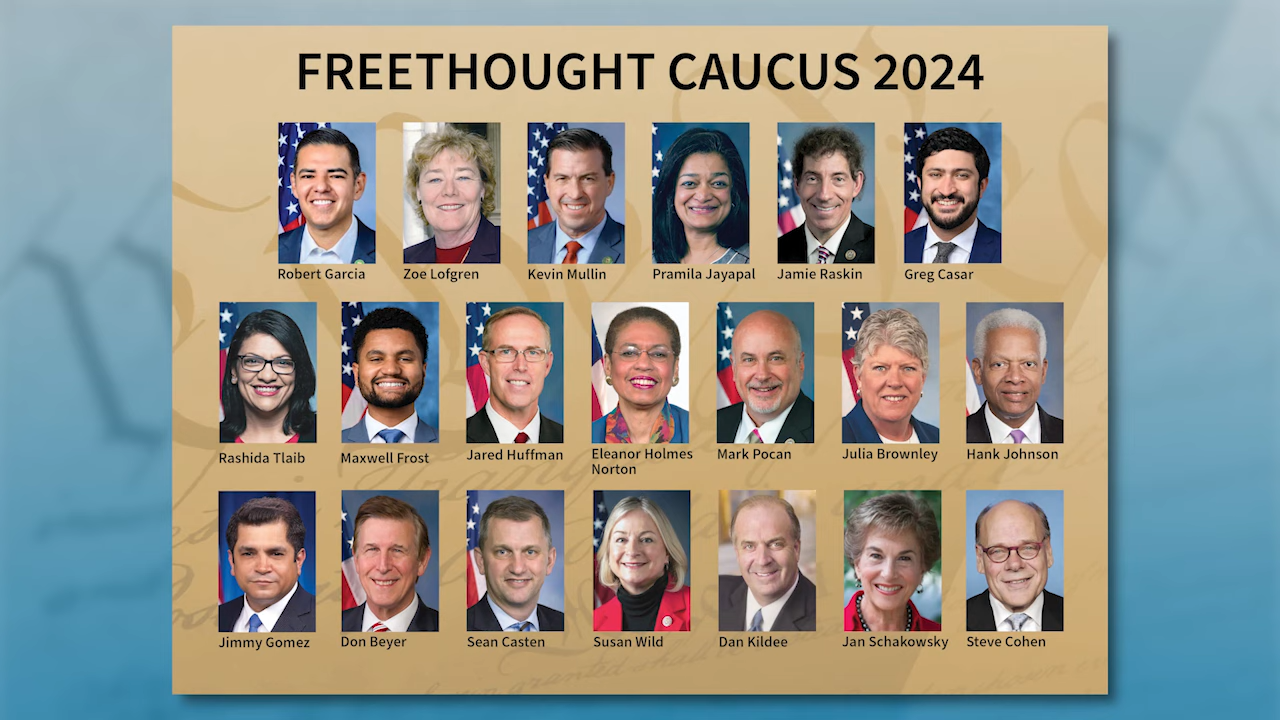 FREETHOUGHT CAUCUS 2024
Robert Garcia
Zoe Lofgren
Kevin Mullin
Pramila Jayapal
Jamie Raskin
Greg Casar
Rashida Tlaib
Maxwell Frost
Jared Huffman
Eleanor Holmes
Norton
Mark Pocan
Julia Brownley
Hank Johnson
Jimmy Gomez
Don Beyer
Sean Casten
Susan Wild
Dan Kildee
Jan Schakowsky
Steve Cohen